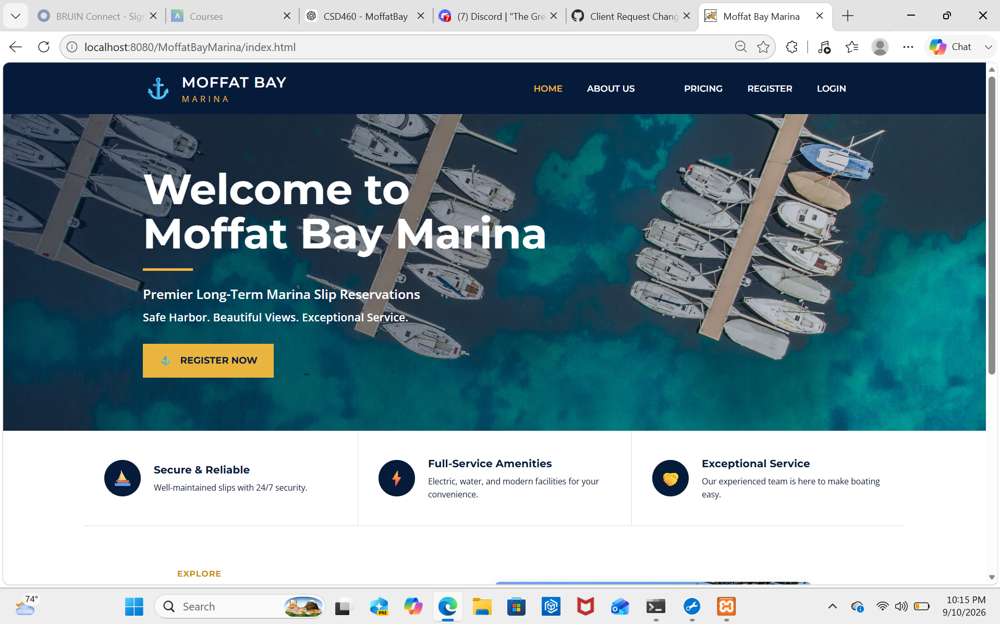 BRUIN Connect - Sign
Courses
CSD460 - MoffatBay
(7) Discord | "The Gre
Client Request Chang
Moffat Bay Marina
localhost:8080/MoffatBayMarina/index.html
Chat
MOFFAT BAY
MARINA
HOME
ABOUT US
PRICING
REGISTER
LOGIN
Welcome to
Moffat Bay Marina
Premier Long-Term Marina Slip Reservations
Safe Harbor. Beautiful Views. Exceptional Service.
REGISTER NOW
Secure & Reliable
Well-maintained slips with 24/7 security.
Full-Service Amenities
Electric, water, and modern facilities for your
convenience.
Exceptional Service
Our experienced team is here to make boating
easy.
EXPLORE
74°
Search
PRE
10:15 PM
9/10/2026